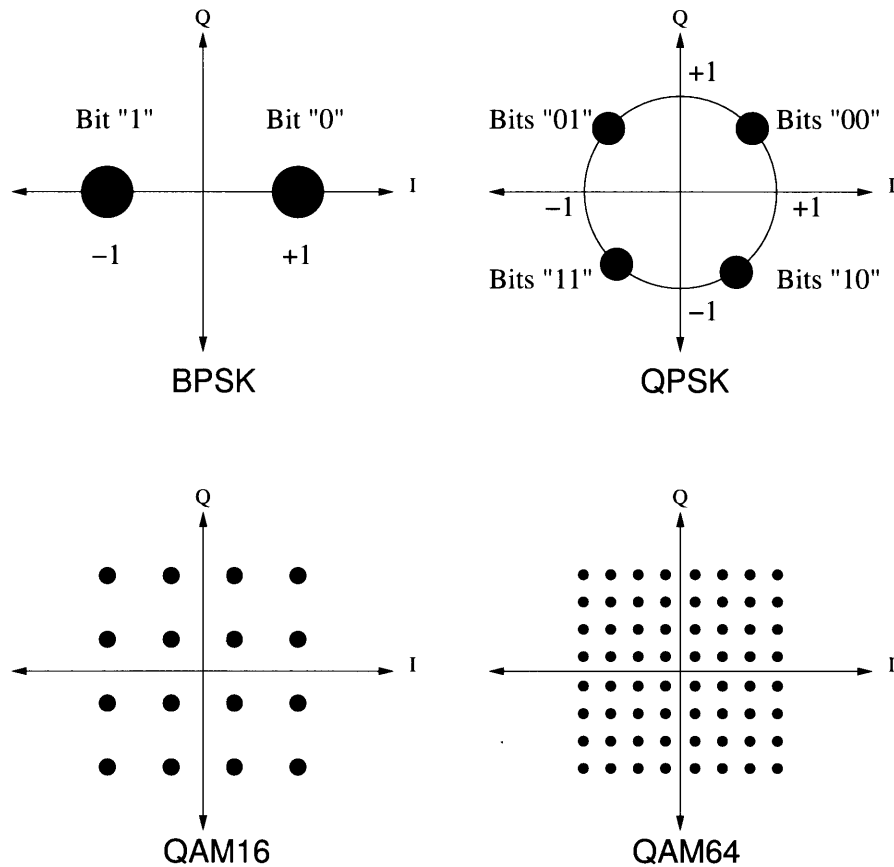 Q
Bit "1" Bit "0"
I
−1 +1
BPSK
Q
+1
Bits "01" Bits "00"
I
−1 +1
Bits "11" Bits "10"
−1
QPSK
Q
I
QAM16
Q
I
QAM64